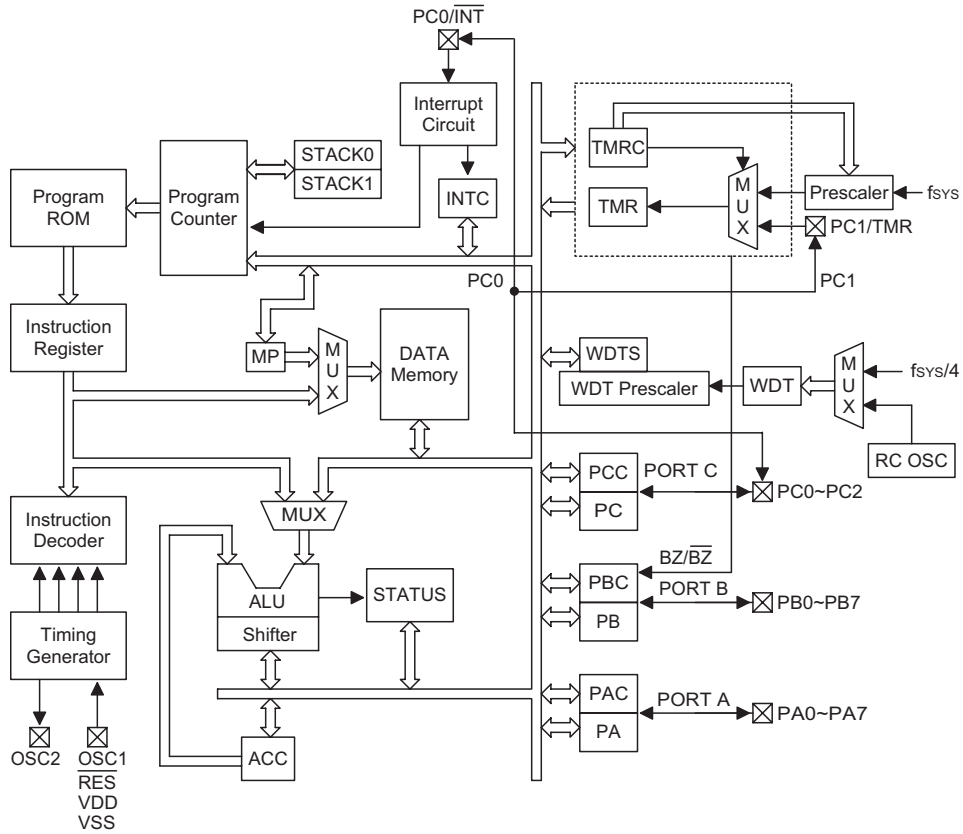 PC0/INT
Interrupt
Circuit
STACK0
STACK1
INTC
Program
ROM
Program
Counter
TMRC
TMR
M
U
X
Prescaler
fSYS
PC1/TMR
PC0
PC1
Instruction
Register
MP
M
U
X
DATA
Memory
WDTS
WDT Prescaler
WDT
M
U
X
fSYS/4
RC OSC
PCC
PC
PORT C
PC0~PC2
Instruction
Decoder
MUX
ALU
Shifter
STATUS
BZ/BZ
PBC
PB
PORT B
PB0~PB7
Timing
Generator
PAC
PA
PORT A
PA0~PA7
ACC
OSC2
OSC1
RES
VDD
VSS